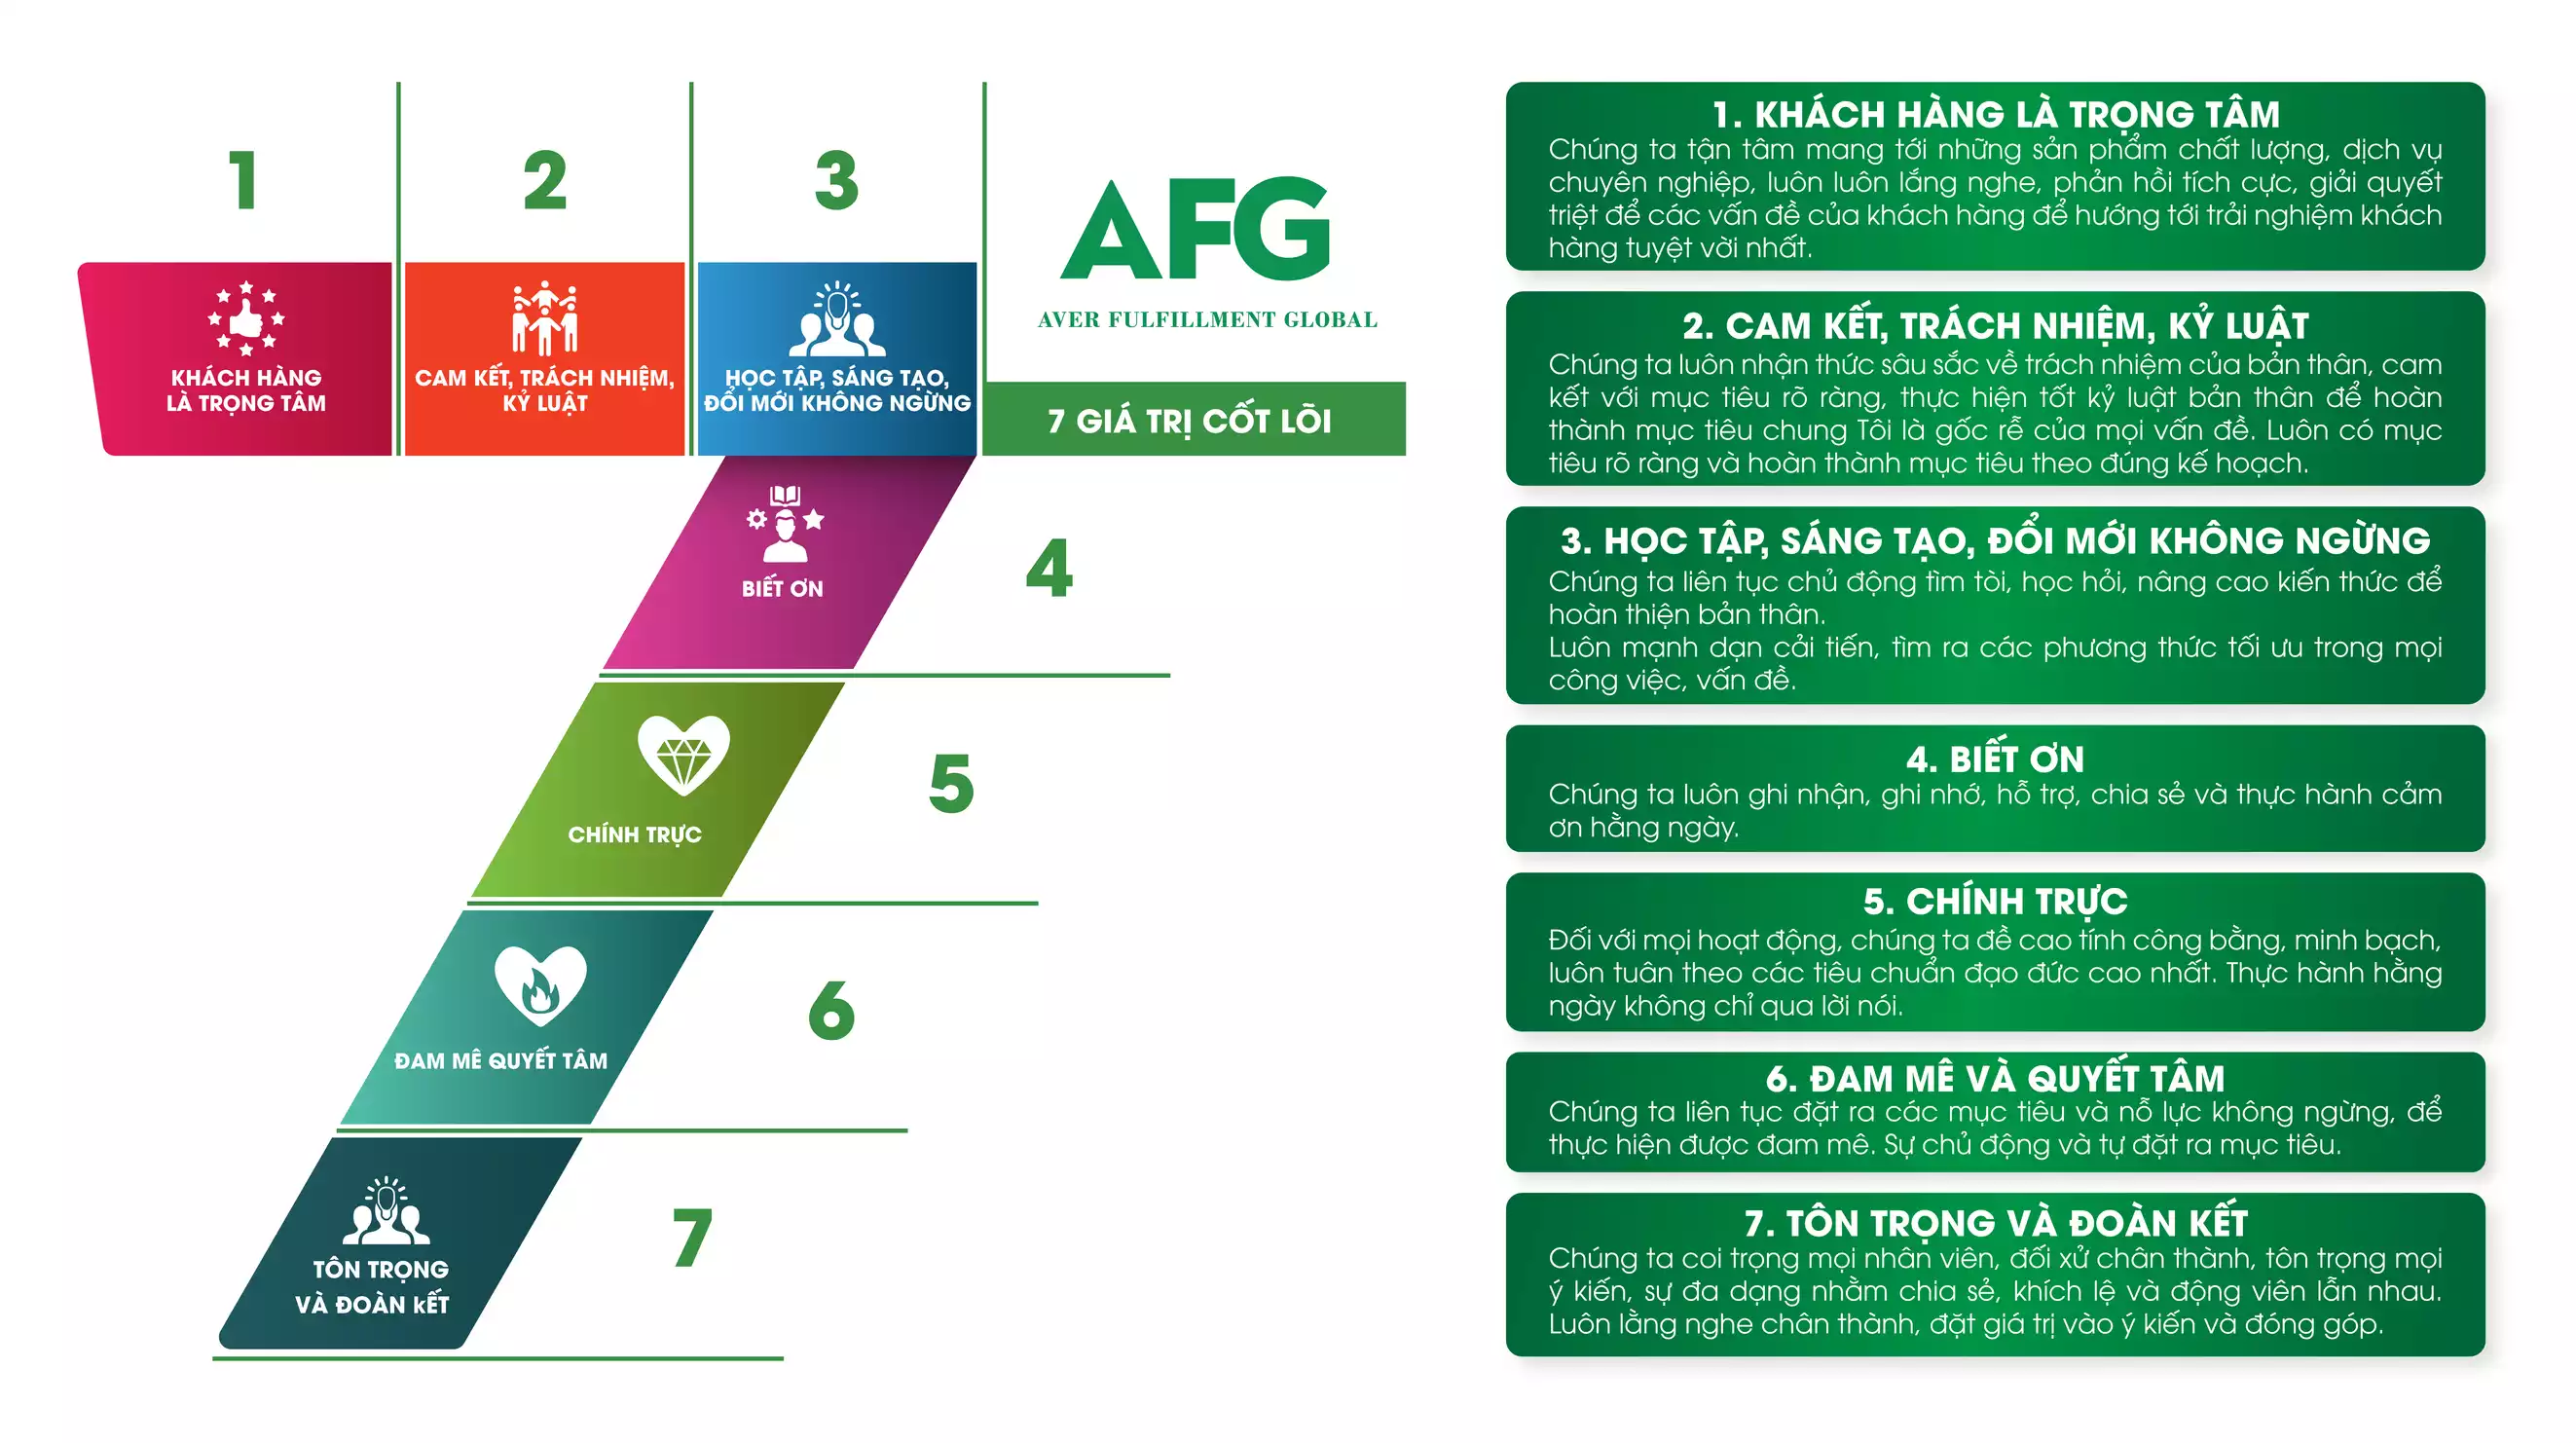 1
2
3
KHÁCH HÀNG
LÀ TRỌNG TÂM
CAM KẾT, TRÁCH NHIỆM,
KỶ LUẬT
HỌC TẬP, SÁNG TẠO,
ĐỔI MỚI KHÔNG NGỪNG
AFG
AVER FULFILLMENT GLOBAL
7 GIÁ TRỊ CỐT LÕI
BIẾT ƠN
4
CHÍNH TRỰC
5
ĐAM MÊ QUYẾT TÂM
6
TÔN TRỌNG
VÀ ĐOÀN kẾT
7
1. KHÁCH HÀNG LÀ TRỌNG TÂM
Chúng ta tận tâm mang tới những sản phẩm chất lượng, dịch vụ
chuyên nghiệp, luôn luôn lắng nghe, phản hồi tích cực, giải quyết
triệt để các vấn đề của khách hàng để hướng tới trải nghiệm khách
hàng tuyệt vời nhất.
2. CAM KẾT, TRÁCH NHIỆM, KỶ LUẬT
Chúng ta luôn nhận thức sâu sắc về trách nhiệm của bản thân, cam
kết với mục tiêu rõ ràng, thực hiện tốt kỷ luật bản thân để hoàn
thành mục tiêu chung Tôi là gốc rễ của mọi vấn đề. Luôn có mục
tiêu rõ ràng và hoàn thành mục tiêu theo đúng kế hoạch.
3. HỌC TẬP, SÁNG TẠO, ĐỔI MỚI KHÔNG NGỪNG
Chúng ta liên tục chủ động tìm tòi, học hỏi, nâng cao kiến thức để
hoàn thiện bản thân.
Luôn mạnh dạn cải tiến, tìm ra các phương thức tối ưu trong mọi
công việc, vấn đề.
4. BIẾT ƠN
Chúng ta luôn ghi nhận, ghi nhớ, hỗ trợ, chia sẻ và thực hành cảm
ơn hằng ngày.
5. CHÍNH TRỰC
Đối với mọi hoạt động, chúng ta đề cao tính công bằng, minh bạch,
luôn tuân theo các tiêu chuẩn đạo đức cao nhất. Thực hành hằng
ngày không chỉ qua lời nói.
6. ĐAM MÊ VÀ QUYẾT TÂM
Chúng ta liên tục đặt ra các mục tiêu và nỗ lực không ngừng, để
thực hiện được đam mê. Sự chủ động và tự đặt ra mục tiêu.
7. TÔN TRỌNG VÀ ĐOÀN KẾT
Chúng ta coi trọng mọi nhân viên, đối xử chân thành, tôn trọng mọi
ý kiến, sự đa dạng nhằm chia sẻ, khích lệ và động viên lẫn nhau.
Luôn lằng nghe chân thành, đặt giá trị vào ý kiến và đóng góp.